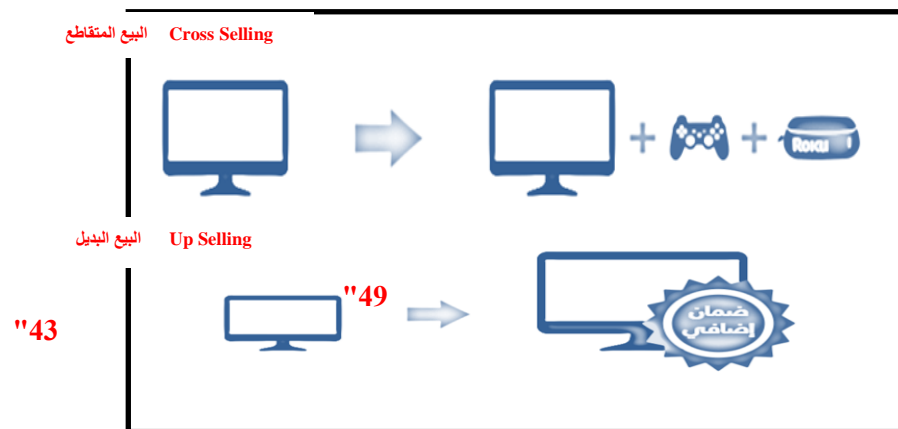 البيع المتقاطع Cross Selling
Roku
البيع البديل Up Selling
"49
"43
ضمان
إضافي